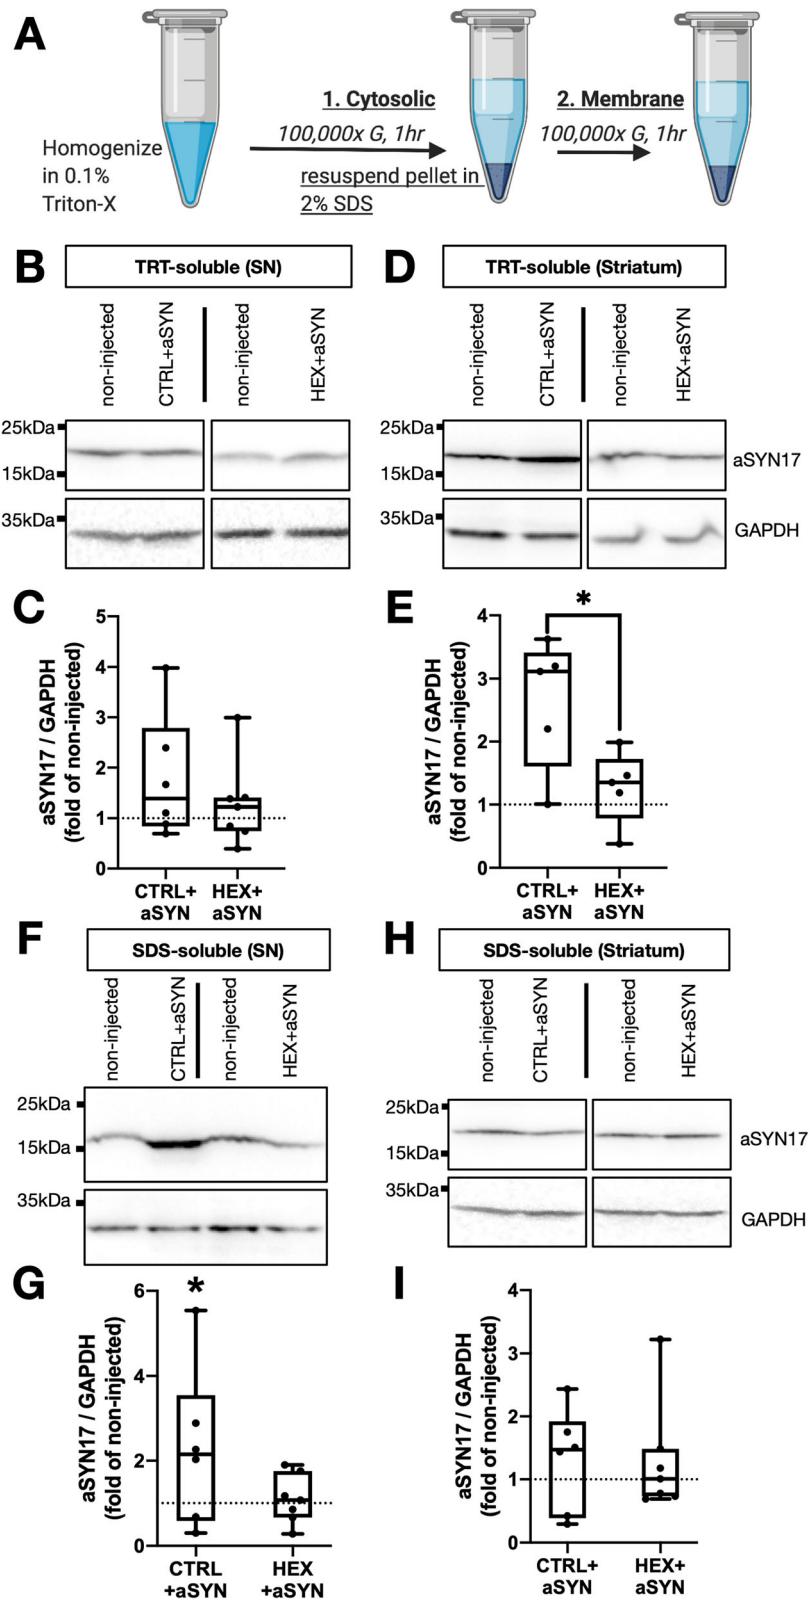 A
Homogenize
in 0.1%
Triton-X
1. Cytosolic
100,000x G, 1hr
resuspend pellet in
2% SDS
2. Membrane
100,000x G, 1hr
B
TRT-soluble (SN)
non-injected
CTRL+aSYN
non-injected
HEX+aSYN
25kDa
15kDa
35kDa
D
TRT-soluble (Striatum)
non-injected
CTRL+aSYN
non-injected
HEX+aSYN
25kDa
15kDa
aSYN17
35kDa
GAPDH
C
aSYN17 / GAPDH
(fold of non-injected)
5
4
3
2
1
0
CTRL+
aSYN
HEX+
aSYN
E
aSYN17 / GAPDH
(fold of non-injected)
4
3
2
1
0
*
CTRL+
aSYN
HEX+
aSYN
F
SDS-soluble (SN)
non-injected
CTRL+aSYN
non-injected
HEX+aSYN
25kDa
15kDa
35kDa
H
SDS-soluble (Striatum)
non-injected
CTRL+aSYN
non-injected
HEX+aSYN
25kDa
15kDa
aSYN17
35kDa
GAPDH
G
aSYN17 / GAPDH
(fold of non-injected)
6
4
2
0
*
CTRL
+aSYN
HEX
+aSYN
I
aSYN17 / GAPDH
(fold of non-injected)
4
3
2
1
0
CTRL+
aSYN
HEX+
aSYN